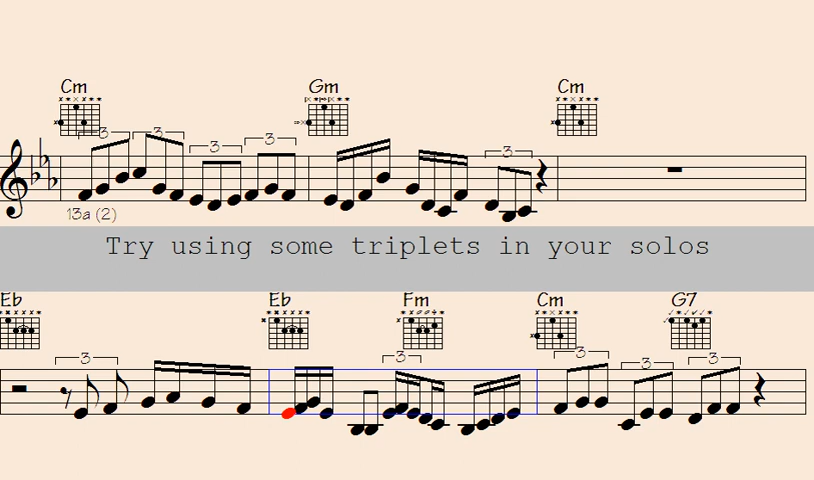 Cm Gm Cm
3 3 3 3 3
13a (2)
Try using some triplets in your solos
Eb Eb Fm Cm G7
3 3 3 3 3